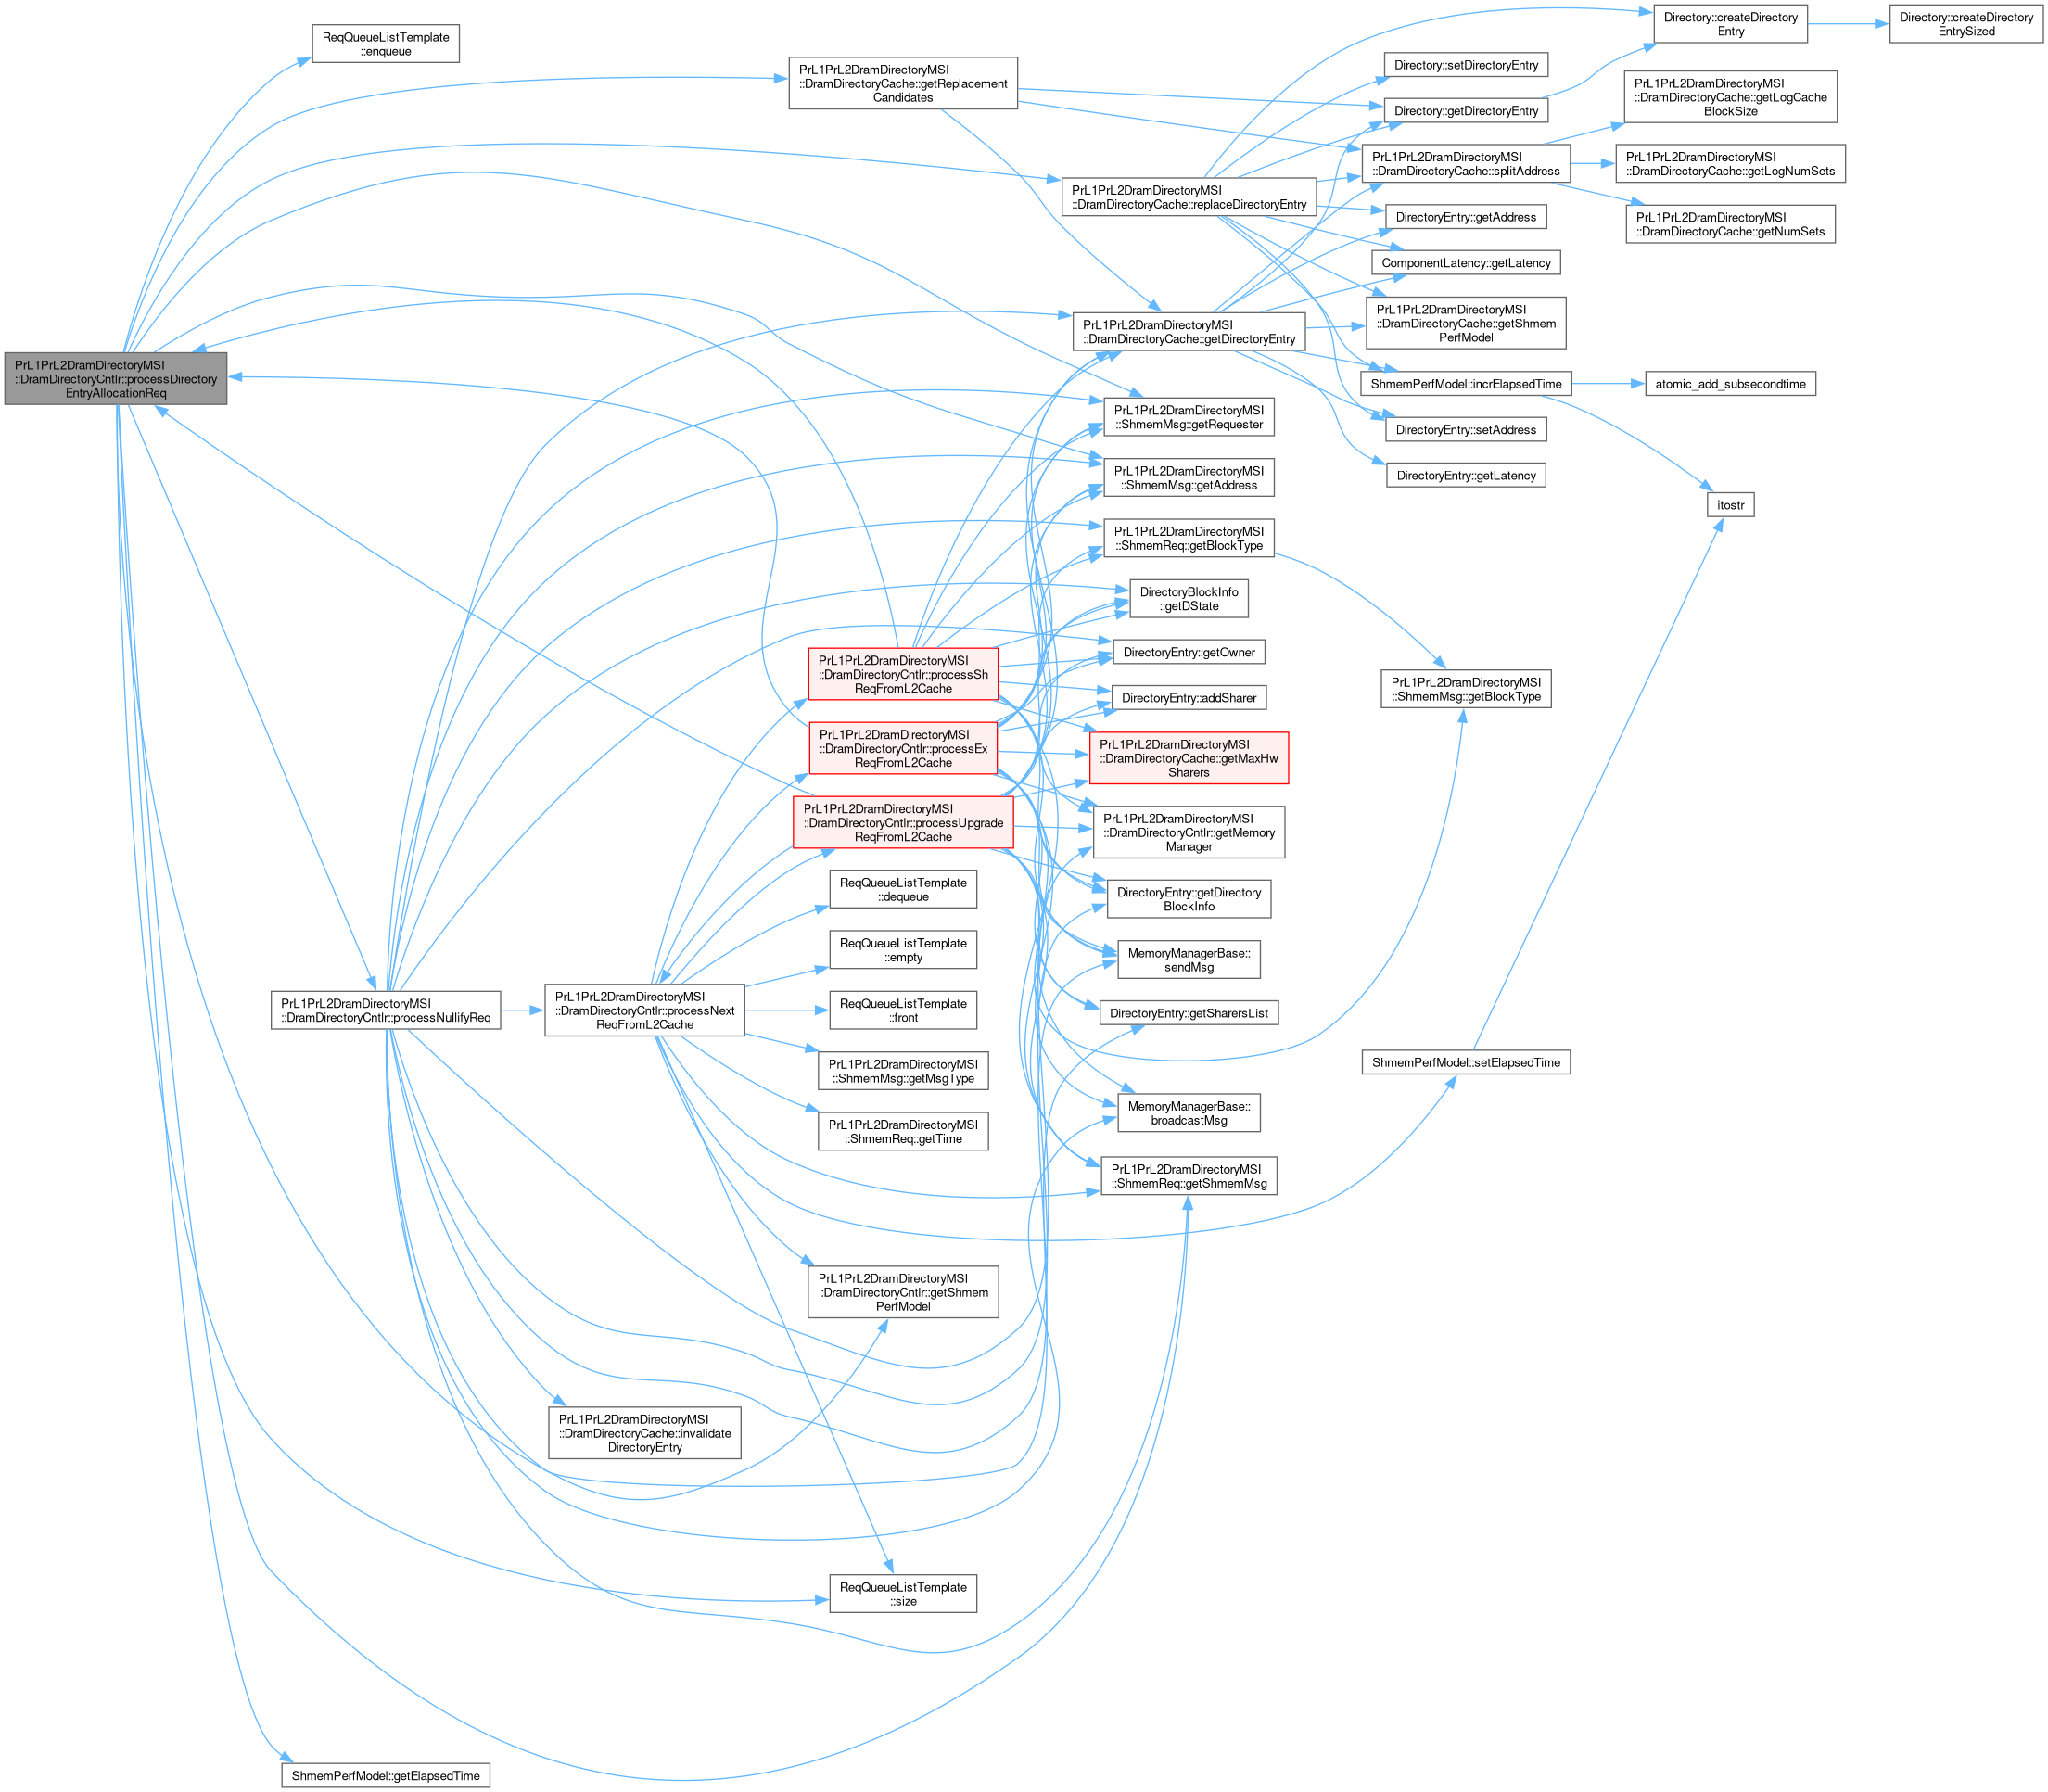 PrL1PrL2DramDirectoryMSI
::DramDirectoryCntlr::processDirectory
EntryAllocationReq
ReqQueueListTemplate
::enqueue
PrL1PrL2DramDirectoryMSI
::DramDirectoryCache::getReplacement
Candidates
PrL1PrL2DramDirectoryMSI
::DramDirectoryCache::replaceDirectoryEntry
PrL1PrL2DramDirectoryMSI
::DramDirectoryCache::getDirectoryEntry
PrL1PrL2DramDirectoryMSI
::ShmemMsg::getRequester
PrL1PrL2DramDirectoryMSI
::ShmemMsg::getAddress
PrL1PrL2DramDirectoryMSI
::ShmemReq::getBlockType
DirectoryBlockInfo
::getDState
DirectoryEntry::getOwner
DirectoryEntry::addSharer
PrL1PrL2DramDirectoryMSI
::DramDirectoryCache::getMaxHw
Sharers
PrL1PrL2DramDirectoryMSI
::DramDirectoryCntlr::getMemory
Manager
DirectoryEntry::getDirectory
BlockInfo
MemoryManagerBase::
sendMsg
DirectoryEntry::getSharersList
MemoryManagerBase::
broadcastMsg
PrL1PrL2DramDirectoryMSI
::ShmemReq::getShmemMsg
PrL1PrL2DramDirectoryMSI
::DramDirectoryCntlr::processSh
ReqFromL2Cache
PrL1PrL2DramDirectoryMSI
::DramDirectoryCntlr::processEx
ReqFromL2Cache
PrL1PrL2DramDirectoryMSI
::DramDirectoryCntlr::processUpgrade
ReqFromL2Cache
ReqQueueListTemplate
::dequeue
ReqQueueListTemplate
::empty
ReqQueueListTemplate
::front
PrL1PrL2DramDirectoryMSI
::ShmemMsg::getMsgType
PrL1PrL2DramDirectoryMSI
::ShmemReq::getTime
PrL1PrL2DramDirectoryMSI
::DramDirectoryCntlr::getShmem
PerfModel
ReqQueueListTemplate
::size
PrL1PrL2DramDirectoryMSI
::DramDirectoryCntlr::processNullifyReq
PrL1PrL2DramDirectoryMSI
::DramDirectoryCntlr::processNext
ReqFromL2Cache
PrL1PrL2DramDirectoryMSI
::DramDirectoryCache::invalidate
DirectoryEntry
ShmemPerfModel::getElapsedTime
Directory::createDirectory
Entry
Directory::createDirectory
EntrySized
Directory::setDirectoryEntry
Directory::getDirectoryEntry
PrL1PrL2DramDirectoryMSI
::DramDirectoryCache::splitAddress
PrL1PrL2DramDirectoryMSI
::DramDirectoryCache::getLogCache
BlockSize
PrL1PrL2DramDirectoryMSI
::DramDirectoryCache::getLogNumSets
PrL1PrL2DramDirectoryMSI
::DramDirectoryCache::getNumSets
DirectoryEntry::getAddress
ComponentLatency::getLatency
PrL1PrL2DramDirectoryMSI
::DramDirectoryCache::getShmem
PerfModel
ShmemPerfModel::incrElapsedTime
atomic_add_subsecondtime
DirectoryEntry::setAddress
DirectoryEntry::getLatency
itostr
PrL1PrL2DramDirectoryMSI
::ShmemMsg::getBlockType
ShmemPerfModel::setElapsedTime